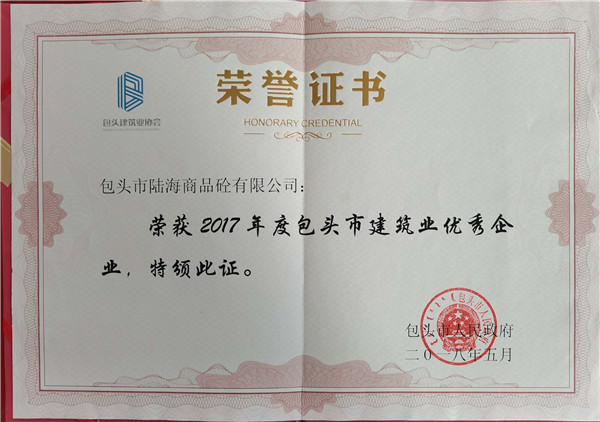 包头建筑业协会
荣誉证书
HONORARY CREDENTIAL
包头市陆海商品砼有限公司：
荣获2017年度包头市建筑业优秀企
业，特颁此证。
包头市人民政府
二〇一八年五月